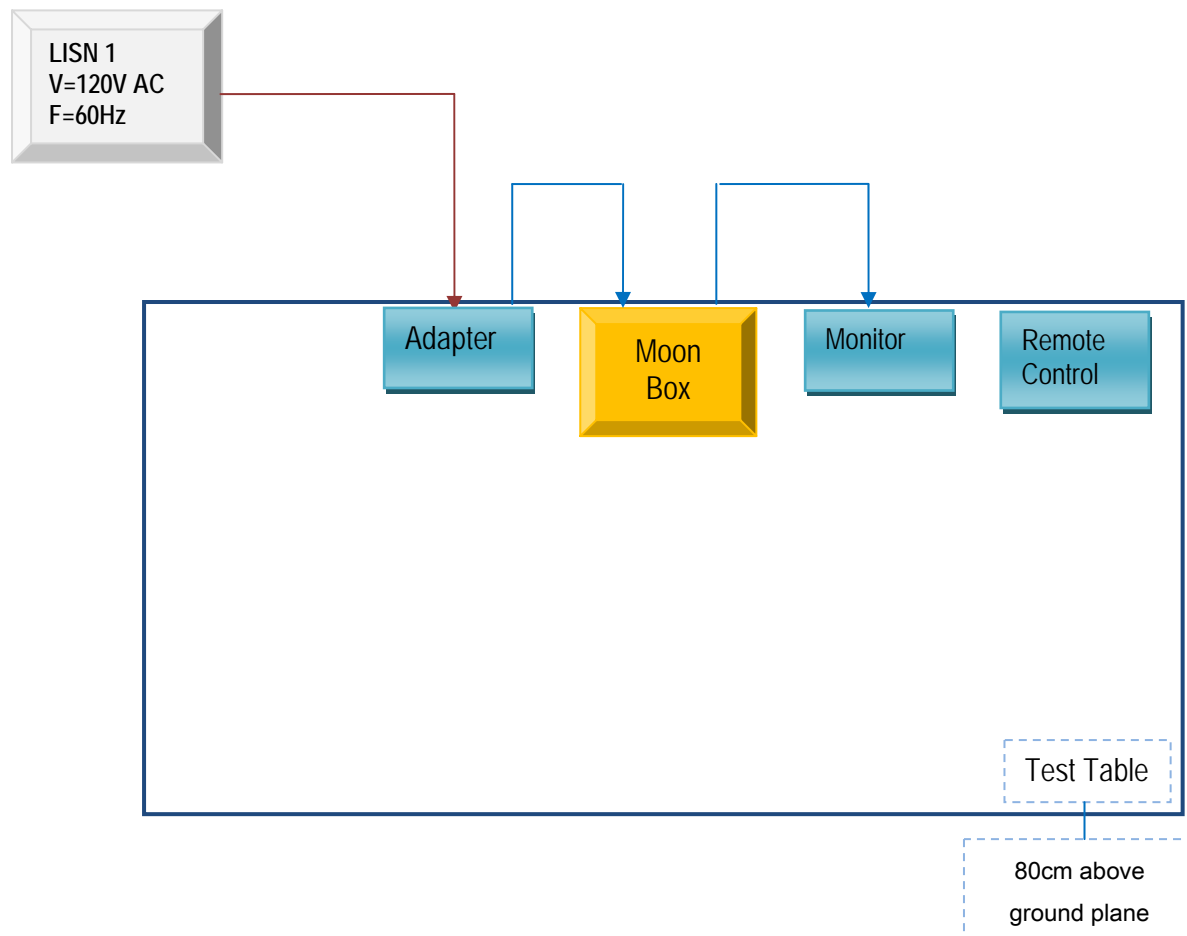 LISN 1
V=120V AC
F=60Hz
Adapter
Moon
Box
Monitor
Remote
Control
Test Table
80cm above
ground plane